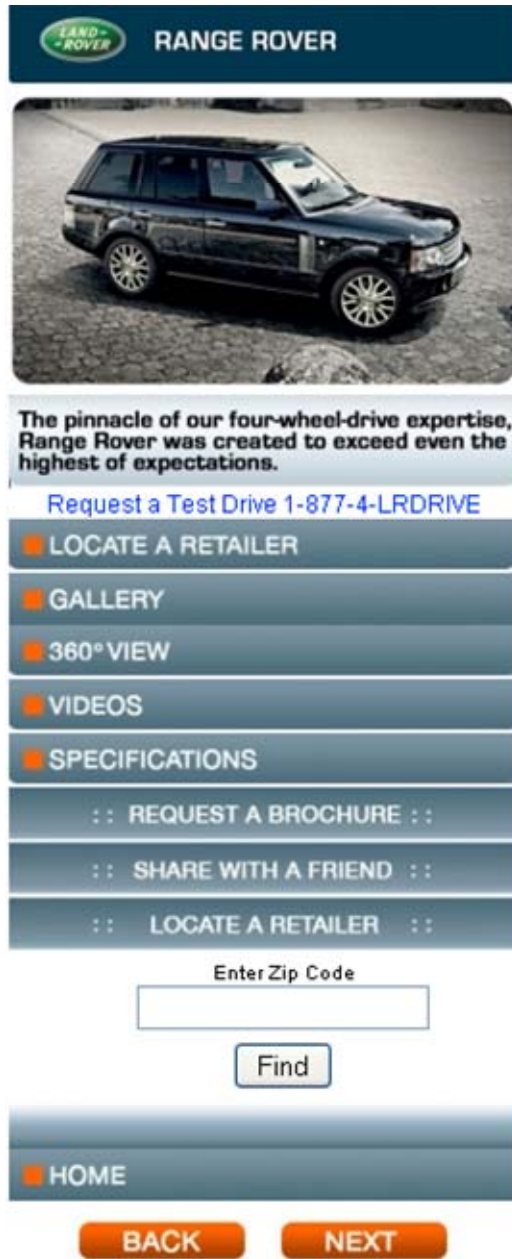 LAND-
-ROVER
RANGE ROVER
The pinnacle of our four-wheel-drive expertise,
Range Rover was created to exceed even the
highest of expectations.
Request a Test Drive 1-877-4-LRDRIVE
LOCATE A RETAILER
GALLERY
360° VIEW
VIDEOS
SPECIFICATIONS
:: REQUEST A BROCHURE ::
:: SHARE WITH A FRIEND ::
:: LOCATE A RETAILER ::
Enter Zip Code
Find
HOME
BACK NEXT